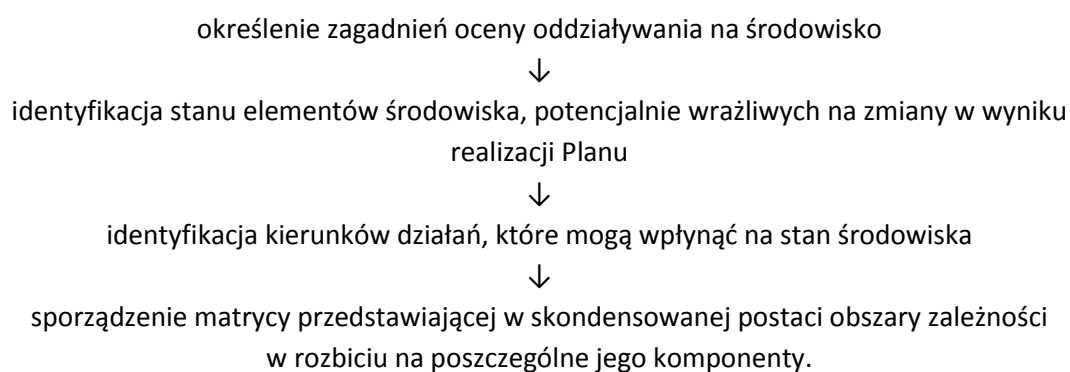 określenie zagadnień oceny oddziaływania na środowisko
↓
identyfikacja stanu elementów środowiska, potencjalnie wrażliwych na zmiany w wyniku
realizacji Planu
↓
identyfikacja kierunków działań, które mogą wpłynąć na stan środowiska
↓
sporządzenie matrycy przedstawiającej w skondensowanej postaci obszary zależności
w rozbiciu na poszczególne jego komponenty.